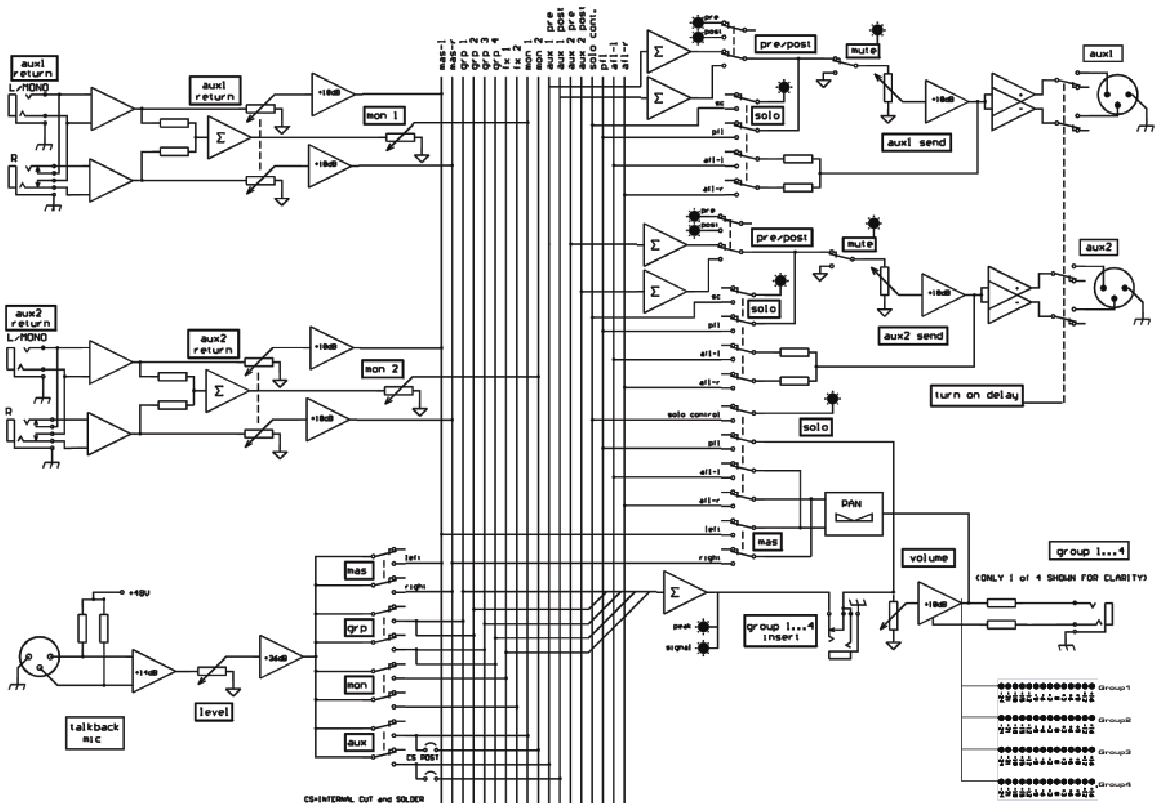 mas-l
mas-r
grp 1
grp 2
grp 3
grp 4
fx 1
fx 2
mon 1
mon 2
aux 1 pre
aux 1 post
aux 2 pre
aux 2 post
solo cont.
pfl
afl-l
afl-r
aux1
return
L/MONO
R
aux1
return
Σ
+10dB
+10dB
mon 1
Σ
Σ
pre
post
pre/post
mute
solo
sc
pfl
afl-l
afl-r
+10dB
aux1 send
+
-
aux1
aux2
return
L/MONO
R
aux2
return
Σ
+10dB
+10dB
mon 2
Σ
Σ
pre
post
pre/post
mute
solo
sc
pfl
afl-l
afl-r
+10dB
aux2 send
+
-
aux2
turn on delay
solo control
solo
pfl
afl-l
afl-r
PAN
left
mas
right
volume
group 1...4
(ONLY 1 of 4 SHOWN FOR CLARITY)
Σ
peak
signal
group 1...4
insert
+10dB
Group1
Group2
Group3
Group4
+48V
+14dB
level
+36dB
talkback
mic
mas
left
right
grp
mon
aux
CS POST
CS=INTERNAL CUT and SOLDER